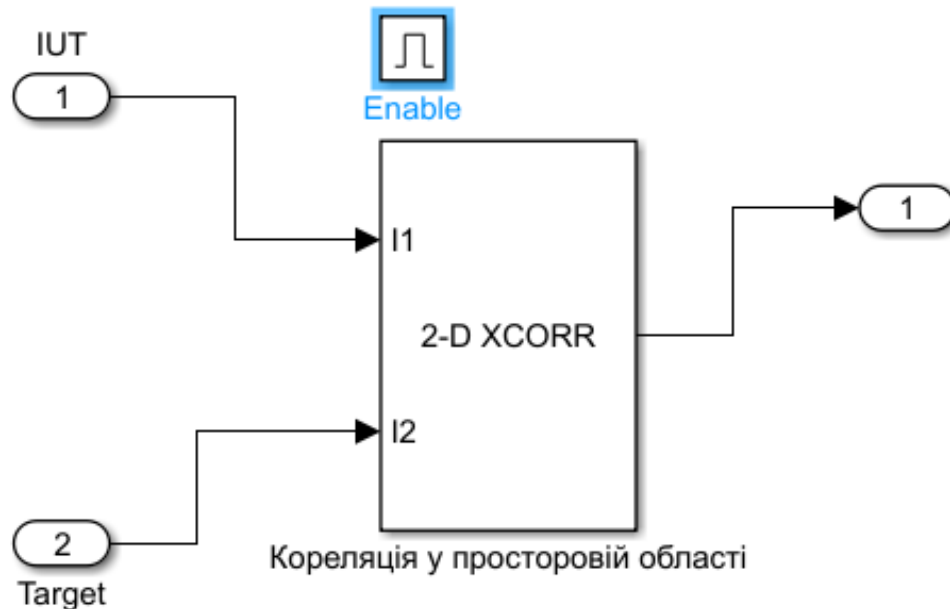 IUT
1
Enable
I1
1
2-D XCORR
I2
2
Target
Кореляція у просторовій області